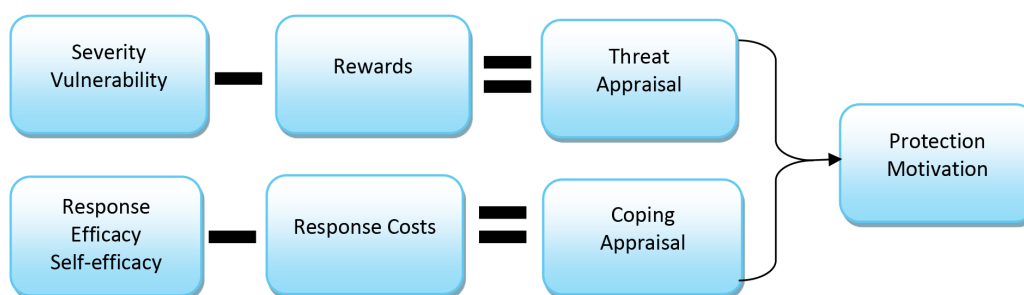 Severity
Vulnerability
Rewards
Threat
Appraisal
Protection
Motivation
Response
Efficacy
Self-efficacy
Response Costs
Coping
Appraisal